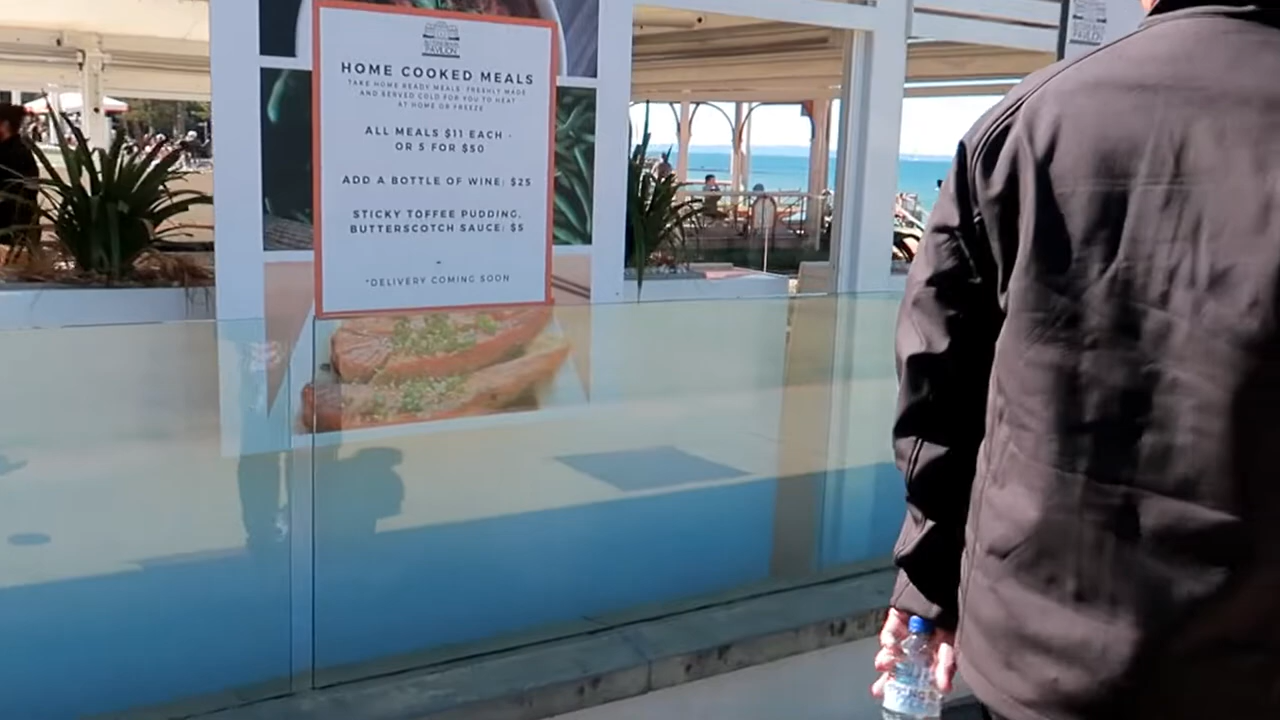 PAVILION
HOME COOKED MEALS
TAKE HOME READY MEALS FRESHLY MADE
AND SERVED COLD FOR YOU TO HEAT
AT HOME OR FREEZE
ALL MEALS $11 EACH -
OR 5 FOR $50
ADD A BOTTLE OF WINE: $25
STICKY TOFFEE PUDDING,
BUTTERSCOTCH SAUCE: $5
-
*DELIVERY COMING SOON